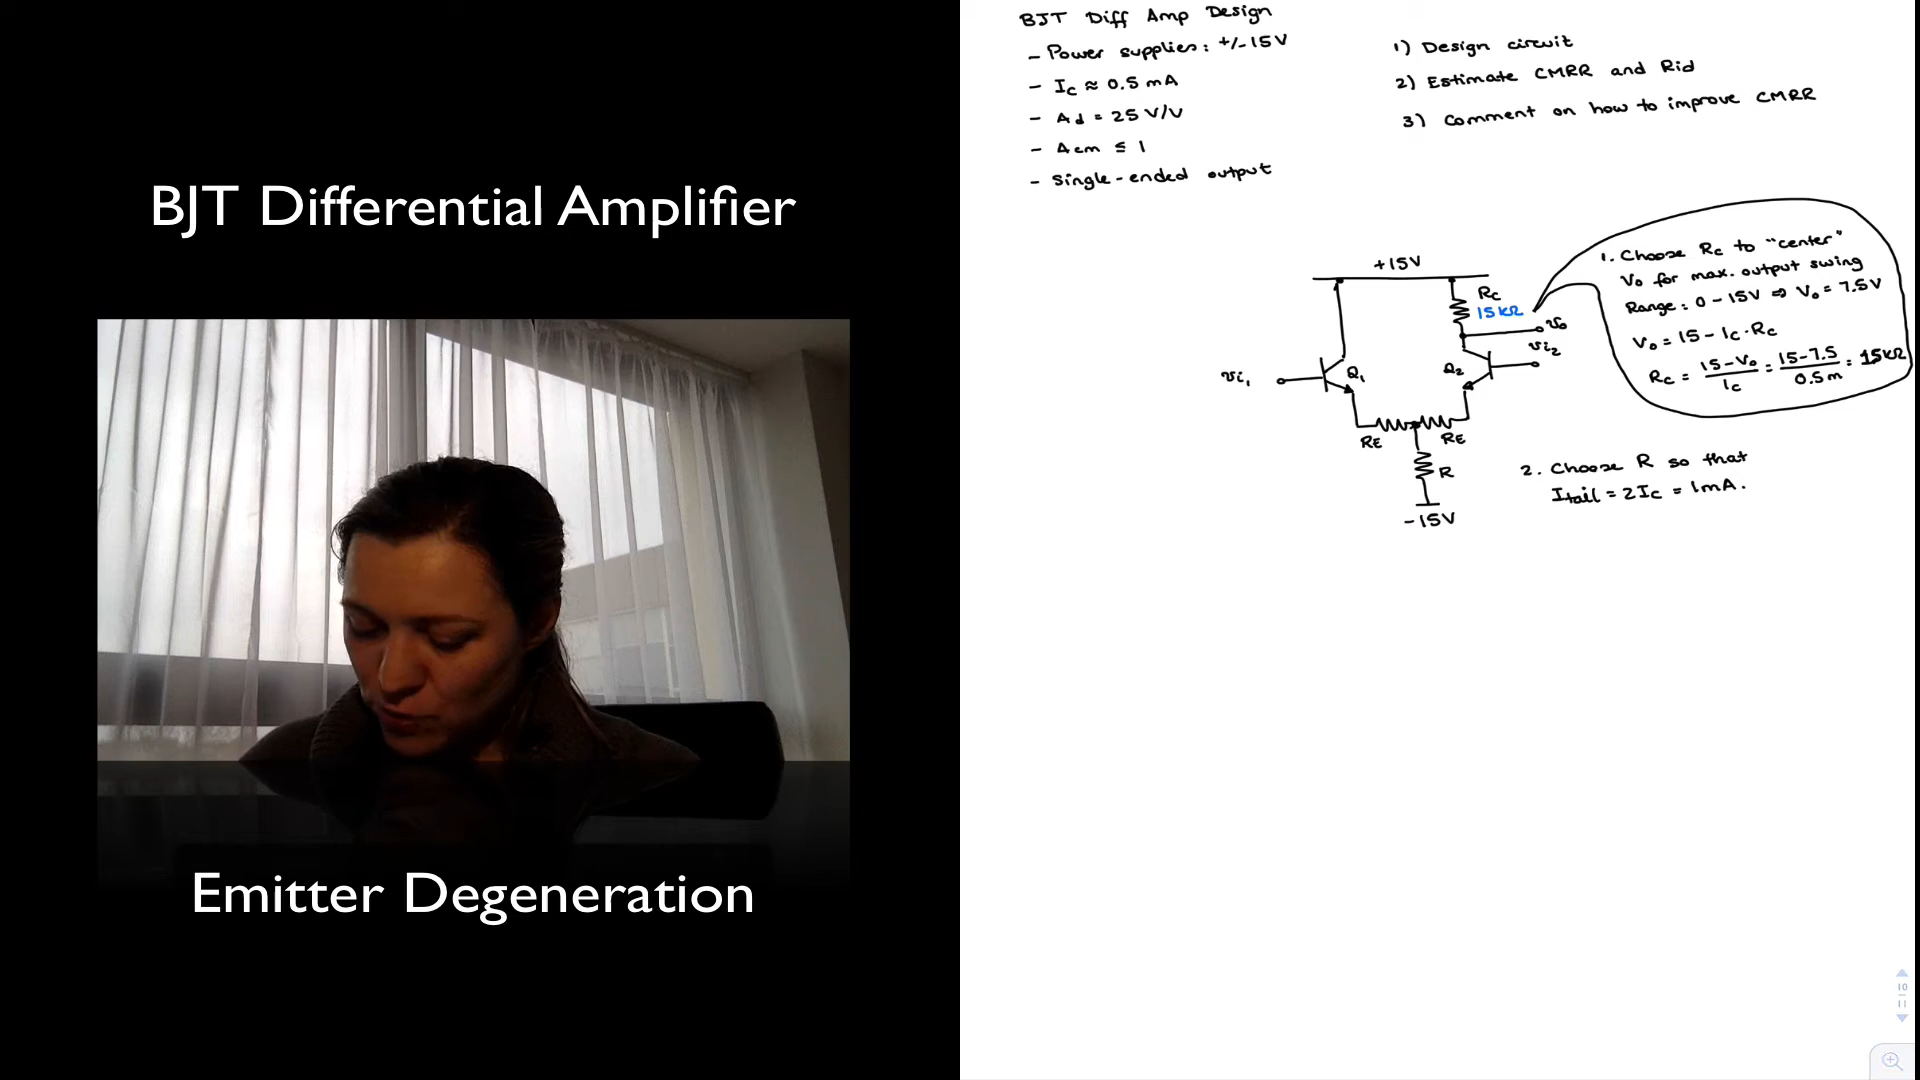 BJT Differential Amplifier
Emitter Degeneration
BJT Diff Amp Design
- Power supplies: +/-15V
- Ic ≈ 0.5 mA
- Ad = 25 V/V
- Acm ≤ 1
- Single-ended output
1) Design circuit
2) Estimate CMRR and Rid
3) Comment on how to improve CMRR
+15V
Rc
15kΩ
vo
vi2
vi1
Q1
Q2
RE
RE
R
-15V
1. Choose Rc to "center"
Vo for max. output swing
Range: 0-15V ⇒ Vo = 7.5V
Vo = 15 - Ic·Rc
Rc = 15-Vo/Ic = 15-7.5/0.5m = 15kΩ
2. Choose R so that
Itail = 2Ic = 1mA.
10
11